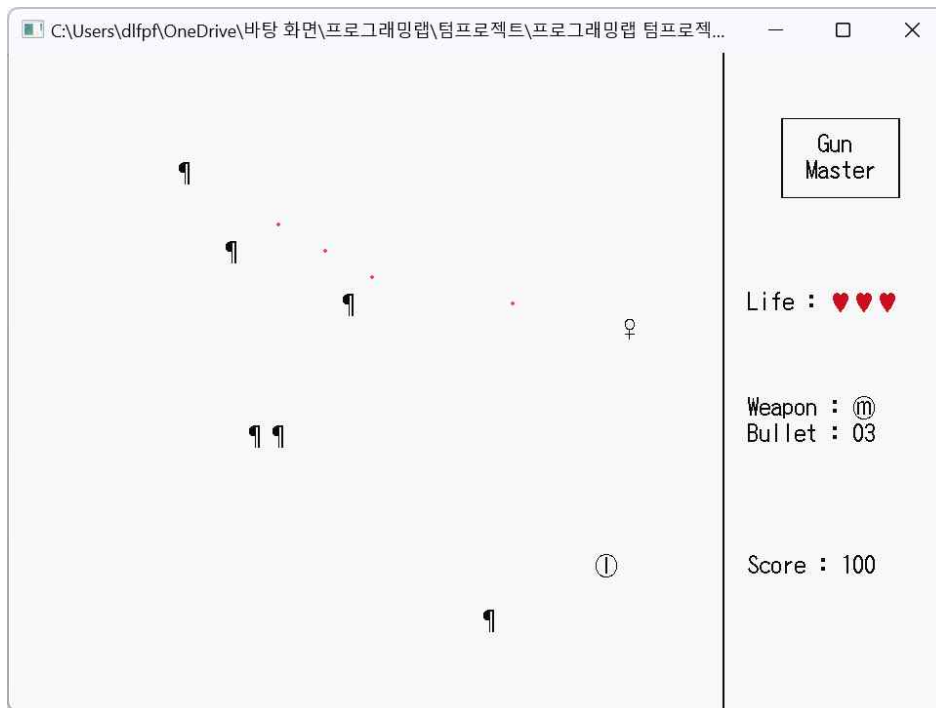 C:\Users\dlfpf\OneDrive\바탕 화면\프로그래밍랩\텀프로젝트\프로그래밍랩 텀프로젝...
Gun
Master
¶
¶
¶
Life : ♥♥♥
♀
Weapon : ⓜ
¶¶
Bullet : 03
ⓛ
Score : 100
¶